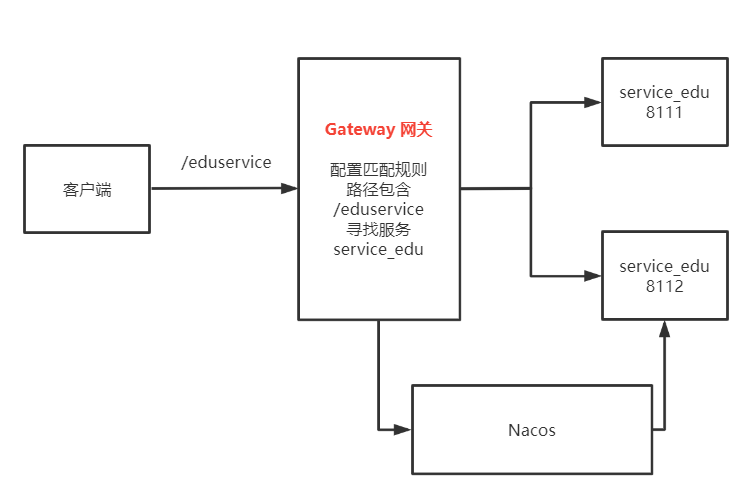 客户端
/eduservice
Gateway 网关
配置匹配规则
路径包含
/eduservice
寻找服务
service_edu
service_edu
8111
service_edu
8112
Nacos